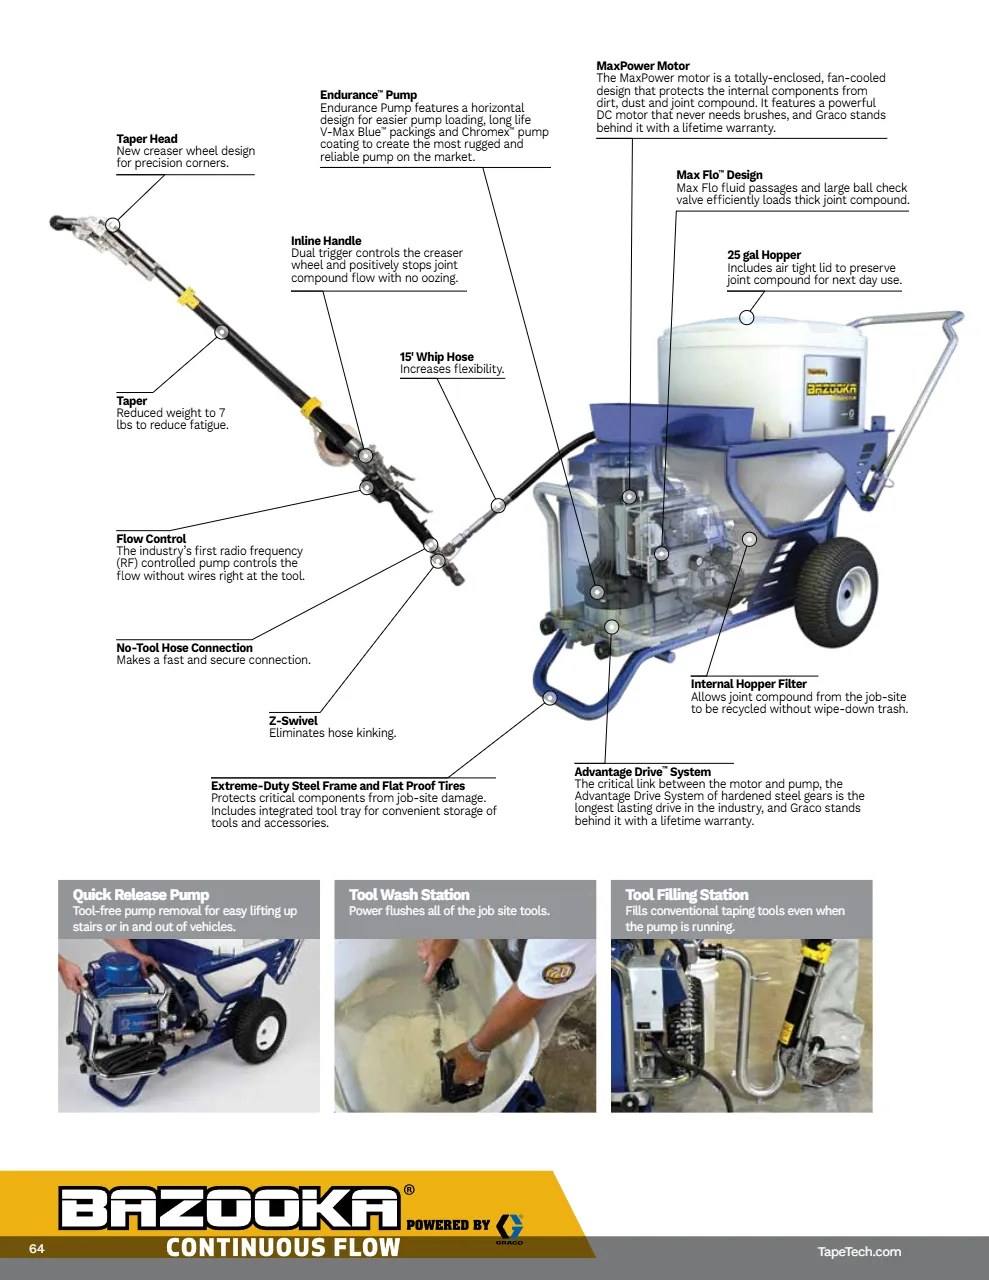 MaxPower Motor
The MaxPower motor is a totally-enclosed, fan-cooled
design that protects the internal components from
dirt, dust and joint compound. It features a powerful
DC motor that never needs brushes, and Graco stands
behind it with a lifetime warranty.
Endurance™ Pump
Endurance Pump features a horizontal
design for easier pump loading, long life
V-Max Blue™ packings and Chromex™ pump
coating to create the most rugged and
reliable pump on the market.
Taper Head
New creaser wheel design
for precision corners.
Max Flo™ Design
Max Flo fluid passages and large ball check
valve efficiently loads thick joint compound.
Inline Handle
Dual trigger controls the creaser
wheel and positively stops joint
compound flow with no oozing.
25 gal Hopper
Includes air tight lid to preserve
joint compound for next day use.
15' Whip Hose
Increases flexibility.
BAZOOKA
Taper
Reduced weight to 7
lbs to reduce fatigue.
Flow Control
The industry's first radio frequency
(RF) controlled pump controls the
flow without wires right at the tool.
No-Tool Hose Connection
Makes a fast and secure connection.
Internal Hopper Filter
Allows joint compound from the job-site
to be recycled without wipe-down trash.
Z-Swivel
Eliminates hose kinking.
Extreme-Duty Steel Frame and Flat Proof Tires
Protects critical components from job-site damage.
Includes integrated tool tray for convenient storage of
tools and accessories.
Advantage Drive™ System
The critical link between the motor and pump, the
Advantage Drive System of hardened steel gears is the
longest lasting drive in the industry, and Graco stands
behind it with a lifetime warranty.
Quick Release Pump
Tool-free pump removal for easy lifting up
stairs or in and out of vehicles.
Tool Wash Station
Power flushes all of the job site tools.
Tool Filling Station
Fills conventional taping tools even when
the pump is running.
BAZOOKA®
POWERED BY
GRACO
CONTINUOUS FLOW
64
TapeTech.com